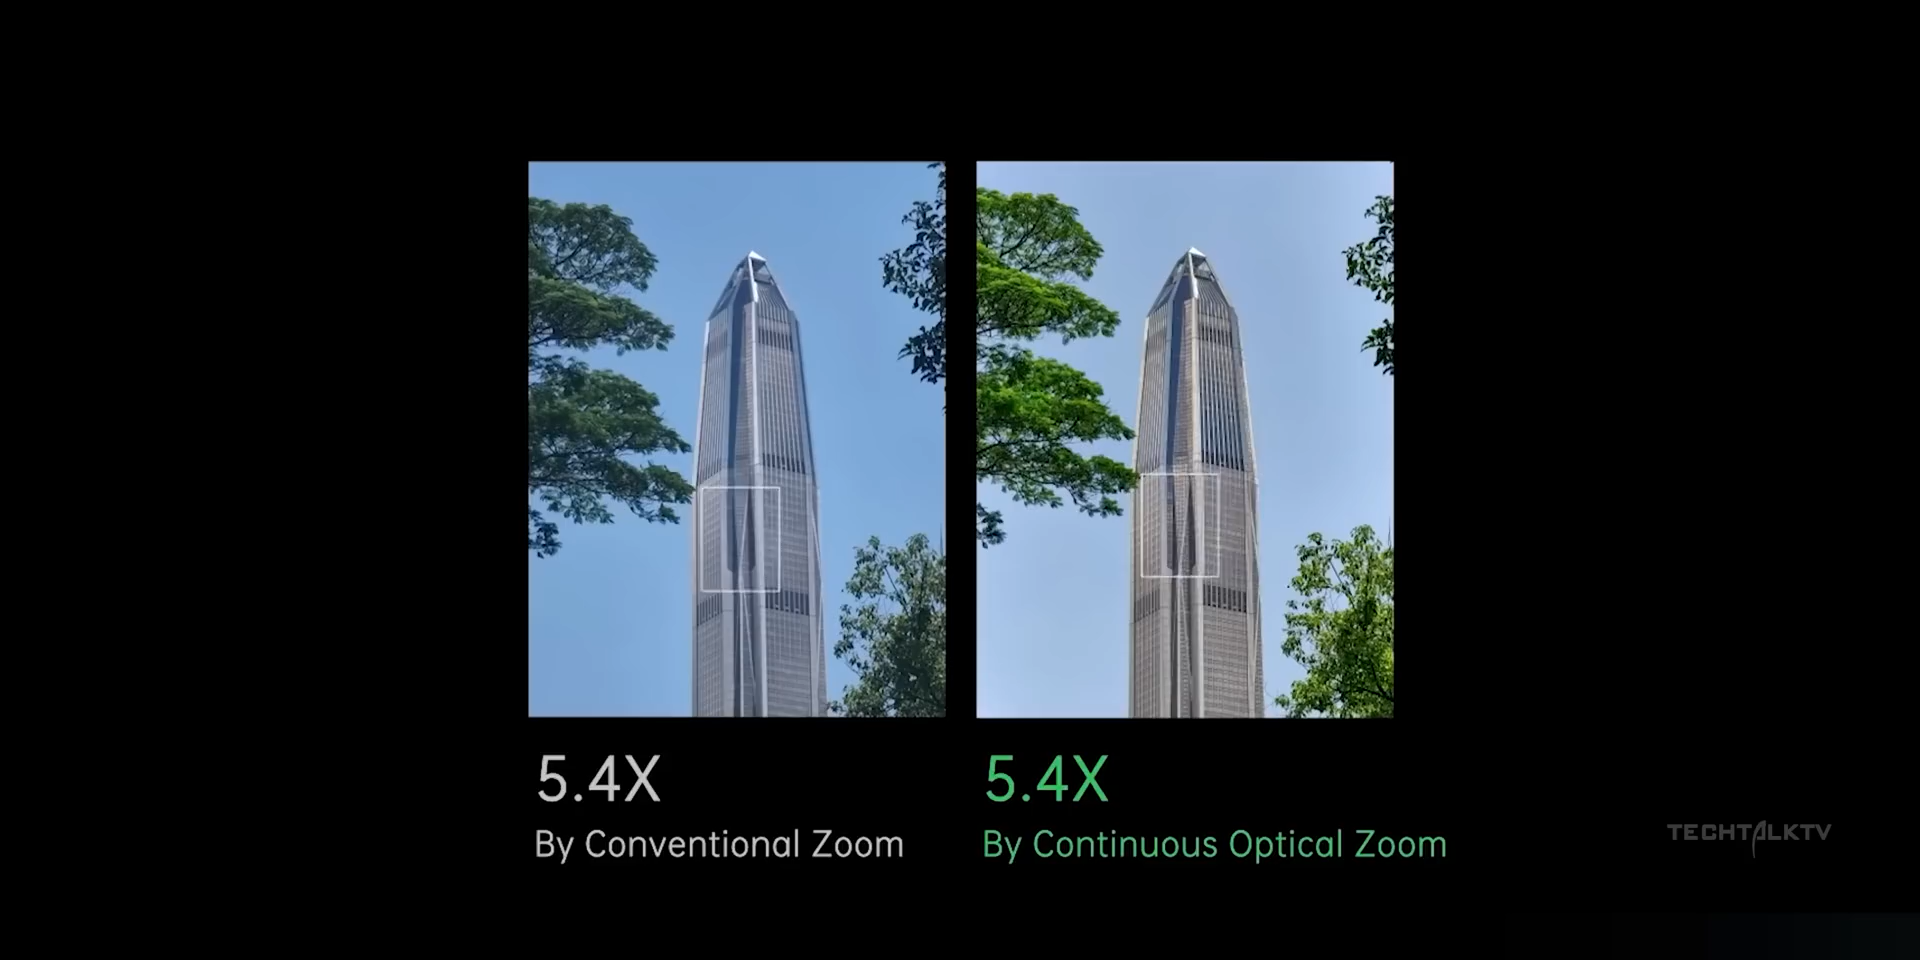 5.4X
By Conventional Zoom
5.4X
By Continuous Optical Zoom
TECHTALKTV